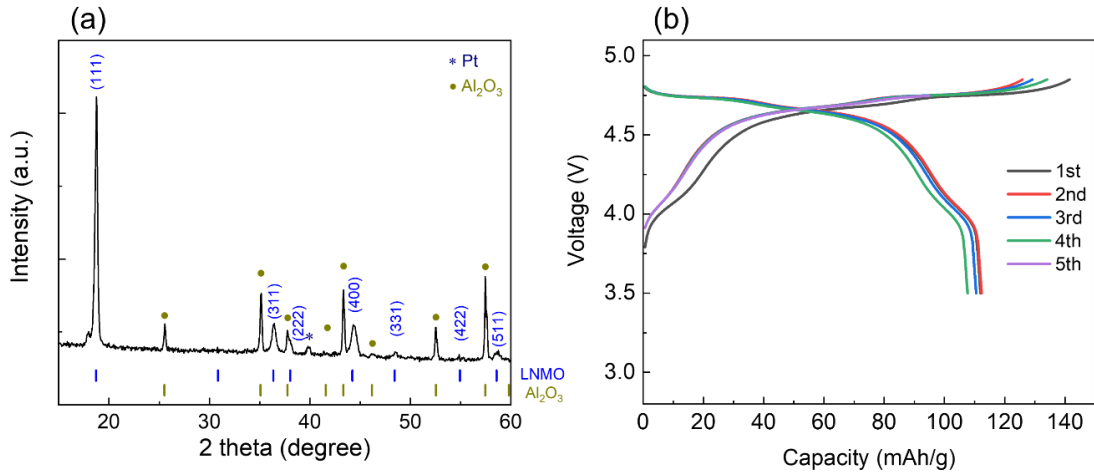 (a)
* Pt
Al₂O₃
(111)
(311)
(222)
*
(400)
(331)
(422)
(511)
LNMO
Al₂O₃
20 30 40 50 60
2 theta (degree)
Intensity (a.u.)
(b)
5.0
4.5
4.0
3.5
3.0
Voltage (V)
1st
2nd
3rd
4th
5th
0 20 40 60 80 100 120 140
Capacity (mAh/g)